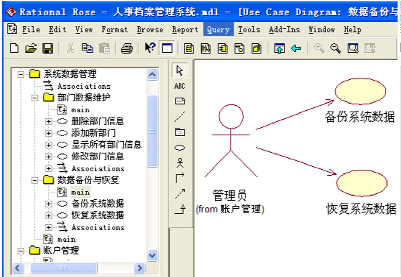 Rational Rose - 人事档案管理系统.mdl - [Use Case Diagram: 数据备份与
File Edit View Format Browse Report Query Tools Add-Ins Window Help
系统数据管理
Associations
部门数据维护
main
删除部门信息
添加新部门
显示所有部门信息
修改部门信息
Associations
数据备份与恢复
main
备份系统数据
恢复系统数据
Associations
main
账户管理
ABC
备份系统数据
管理员
(from 账户管理)
恢复系统数据